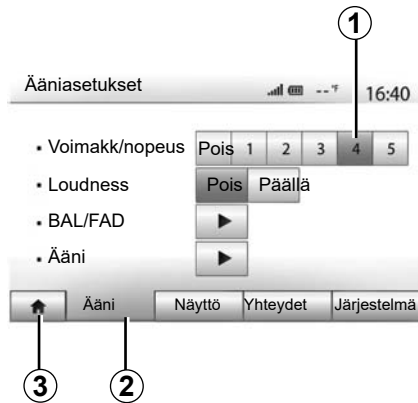 1
Ääniasetukset --°F 16:40
• Voimakk/nopeus Pois 1 2 3 4 5
• Loudness Pois Päällä
• BAL/FAD
• Ääni
Ääni Näyttö Yhteydet Järjestelmä
3 2